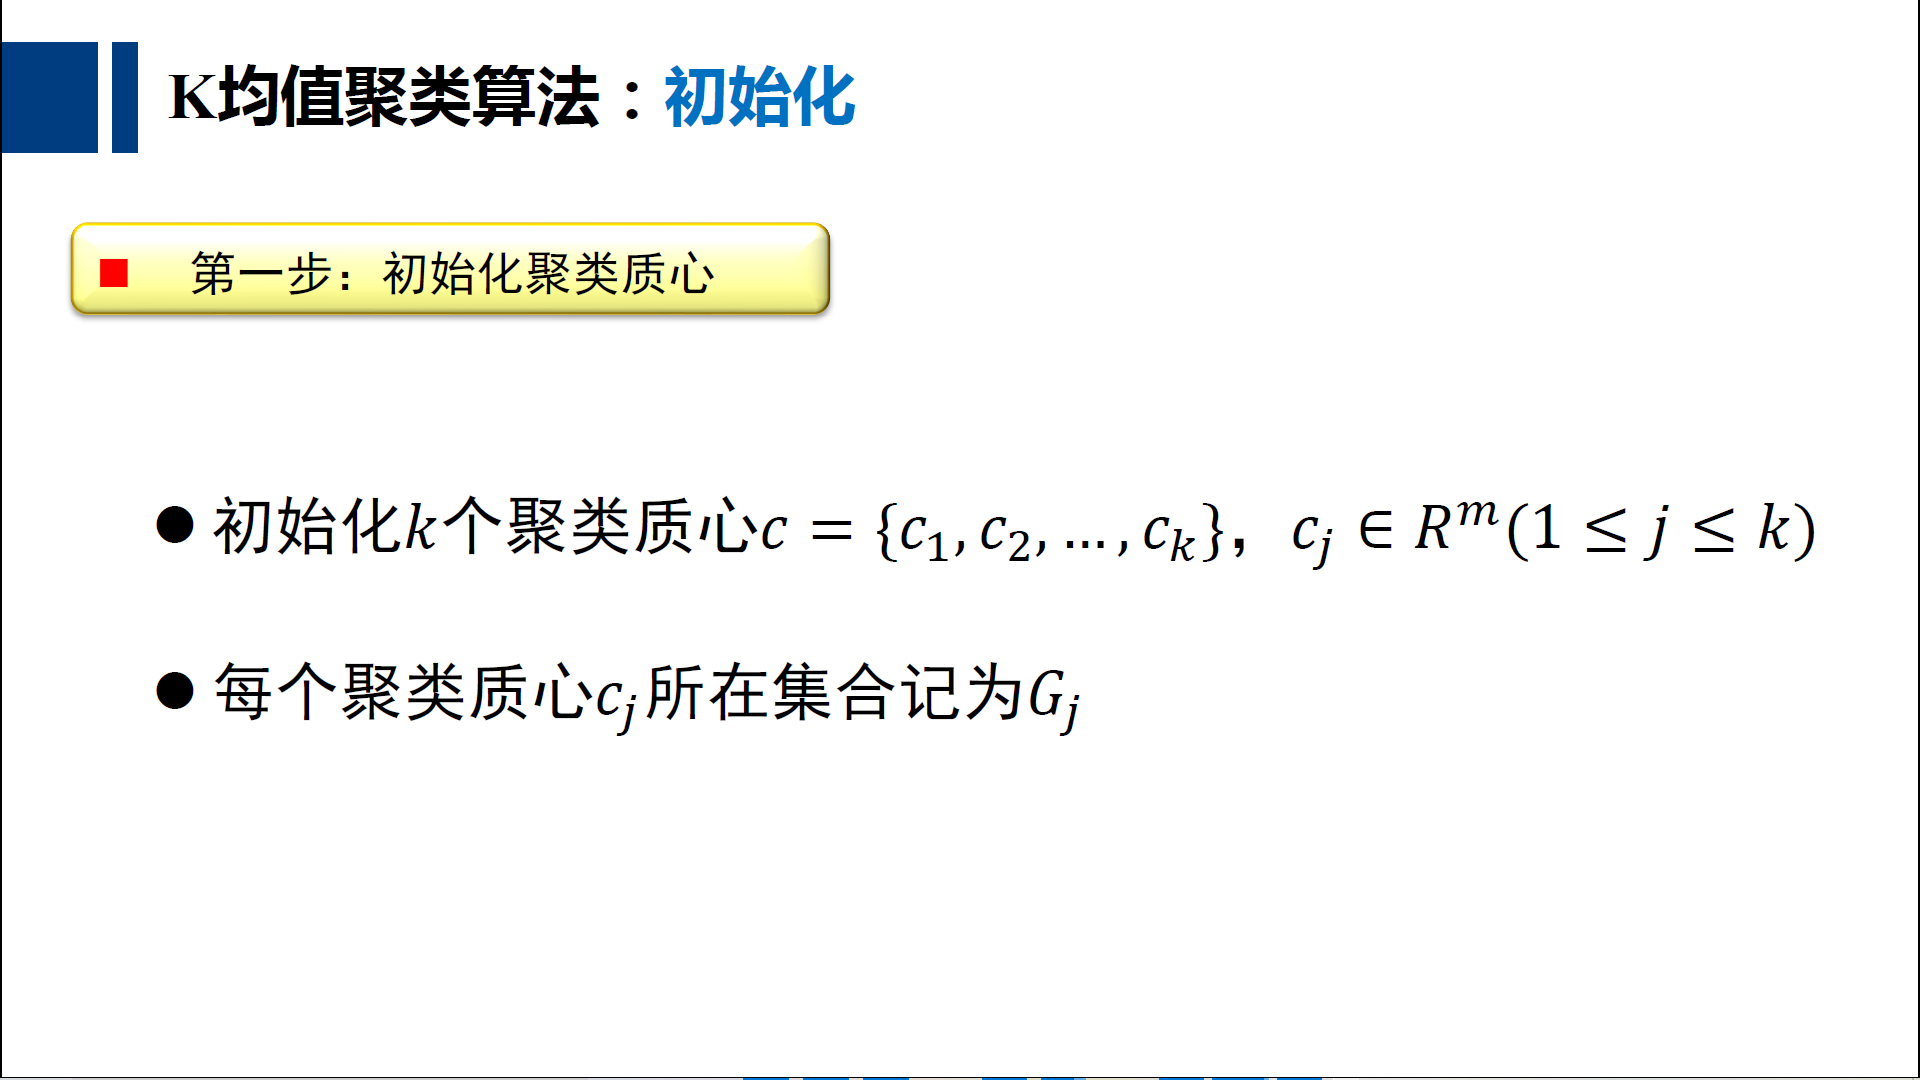 K均值聚类算法：初始化
第一步：初始化聚类质心
初始化k个聚类质心c = {c₁, c₂, …, cₖ}，cⱼ ∈ Rᵐ(1 ≤ j ≤ k)
每个聚类质心cⱼ所在集合记为Gⱼ